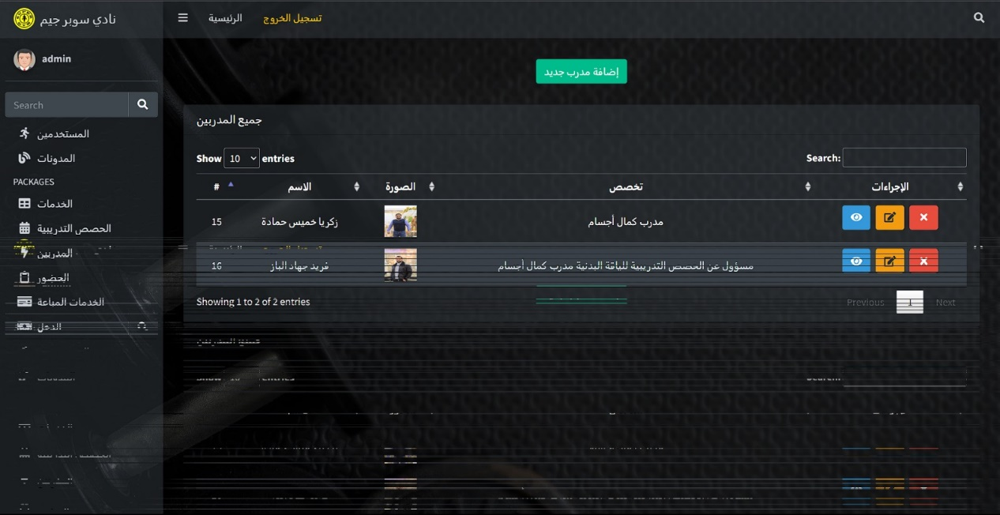 نادي سوبر جيم
الرئيسية
تسجيل الخروج
admin
Search
المستخدمين
المدونات
PACKAGES
الخدمات
الحصص التدريبية
المدربين
الحضور
الخدمات المباعة
الدخل
إضافة مدرب جديد
جميع المدربين
Show 10 entries
Search:
# الاسم الصورة تخصص الإجراءات
15 زكريا خميس حمادة مدرب كمال أجسام
16 فريد جهاد الباز مسؤول عن الحصص التدريبية للياقة البدنية مدرب كمال أجسام
Showing 1 to 2 of 2 entries
Previous 1 Next